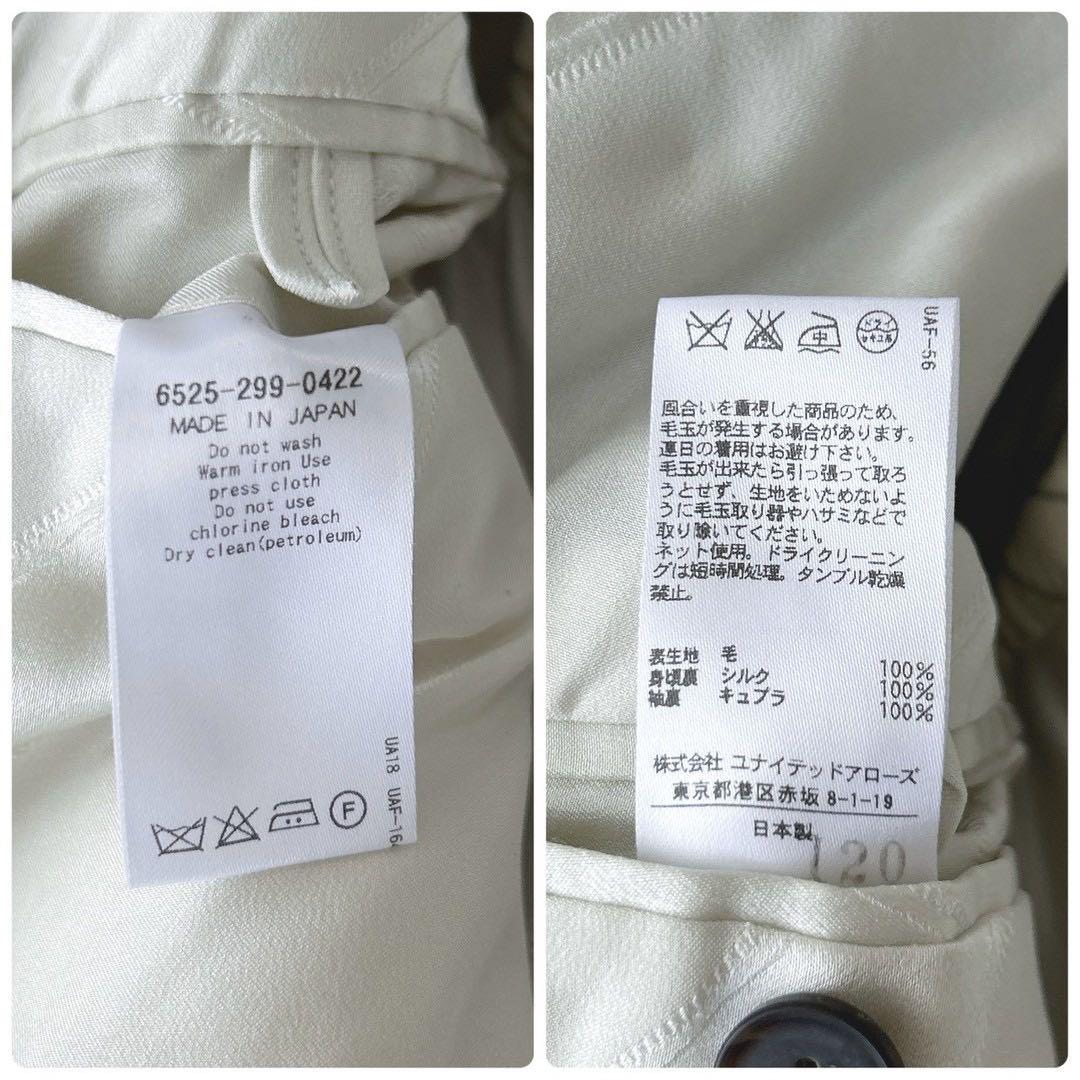 6525-299-0422
MADE IN JAPAN
Do not wash
Warm iron Use
press cloth
Do not use
chlorine bleach
Dry clean(petroleum)
UA18 UAF-16
F
UAF-56
中
ドライ
セキユ系
風合いを重視した商品のため、
毛玉が発生する場合があります。
連日の着用はお避け下さい。
毛玉が出来たら引っ張って取ろ
うとせず、生地をいためないよ
うに毛玉取り器やハサミなどで
取り除いてください。
ネット使用。ドライクリーニン
グは短時間処理。タンブル乾燥
禁止。
表生地 毛 100%
身頃裏 シルク 100%
袖裏 キュプラ 100%
株式会社 ユナイテッドアローズ
東京都港区赤坂 8-1-19
日本製
120